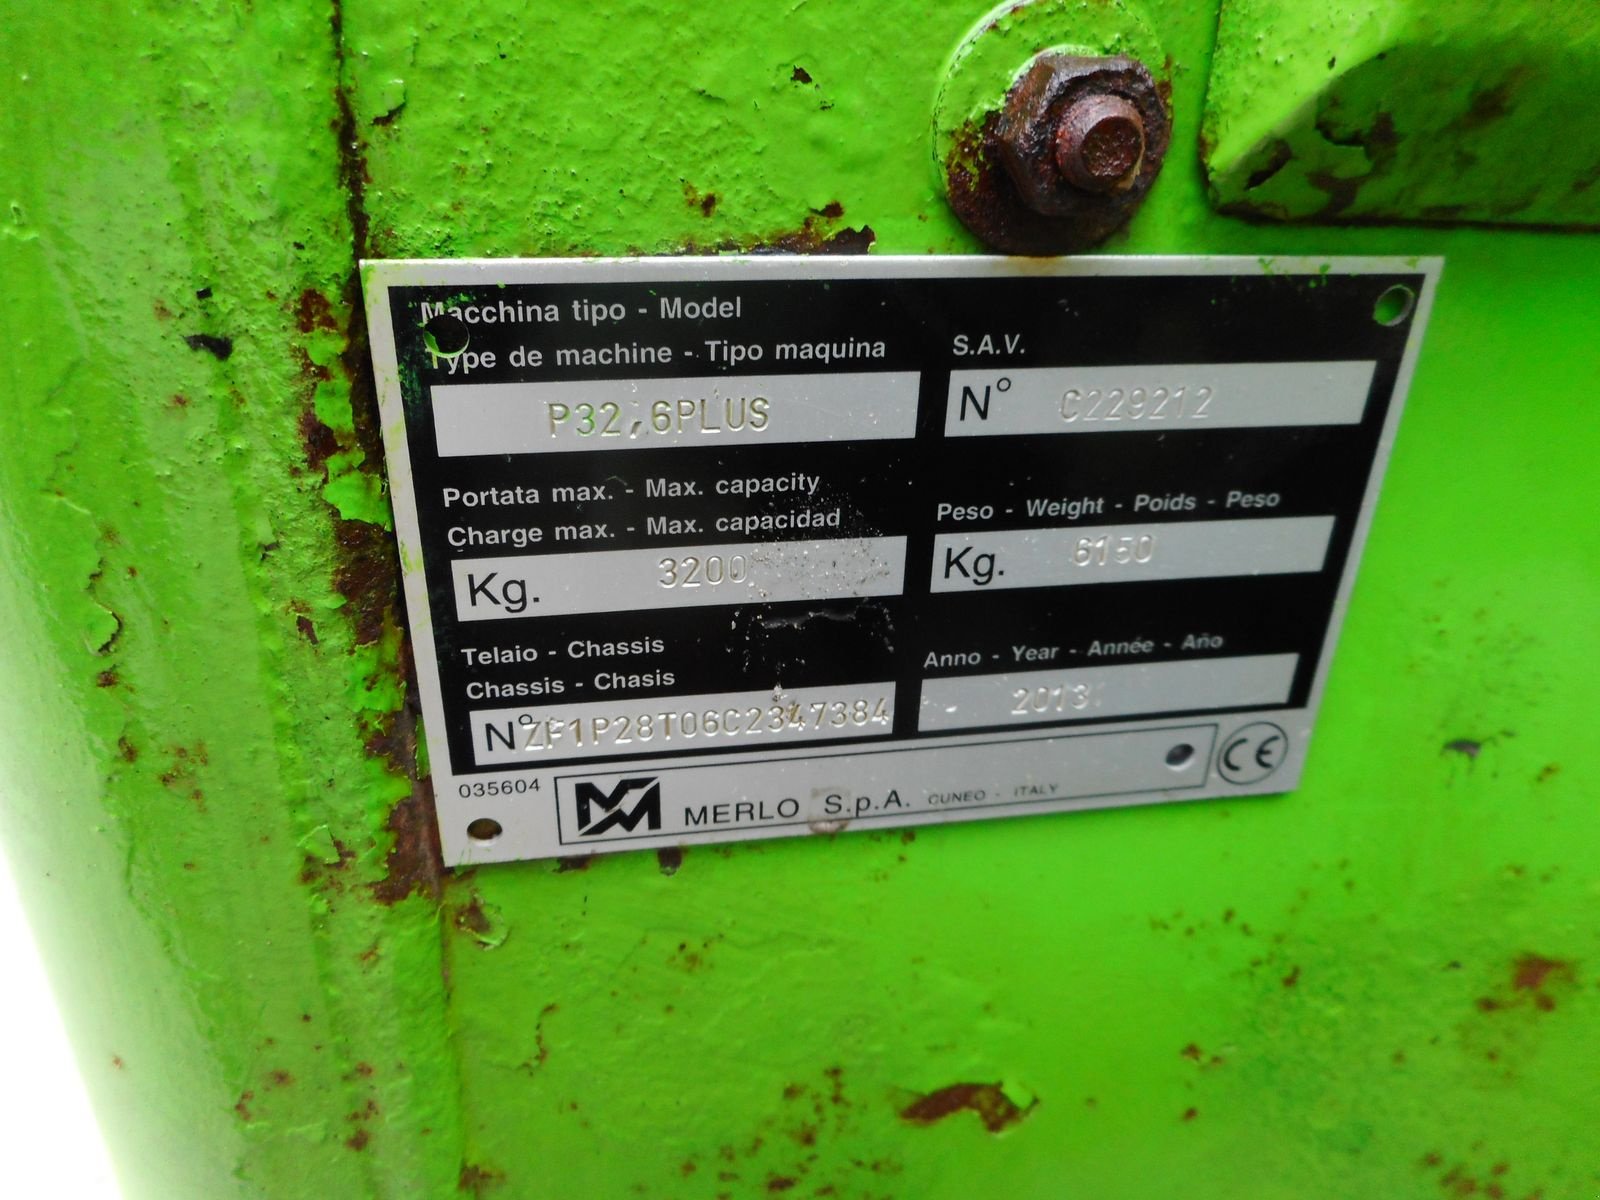 Macchina tipo - Model
Type de machine - Tipo maquina
P32,6PLUS
S.A.V.
N° C229212
Portata max. - Max. capacity
Charge max. - Max. capacidad
Kg. 3200
Peso - Weight - Poids - Peso
Kg. 6150
Telaio - Chassis
Chassis - Chasis
N° ZF1P28T06C2347384
Anno - Year - Année - Año
2013
035604
MERLO S.p.A. CUNEO - ITALY
CE